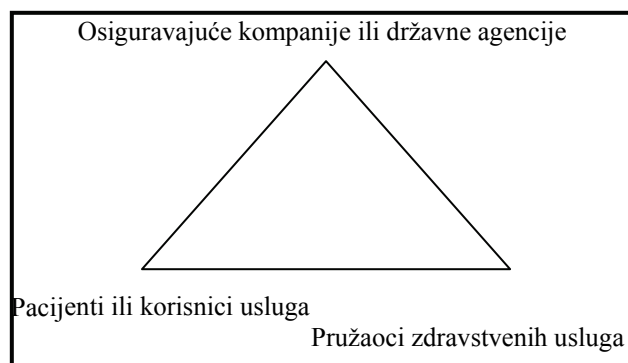 Osiguravajuće kompanije ili državne agencije
Pacijenti ili korisnici usluga
Pružaoci zdravstvenih usluga